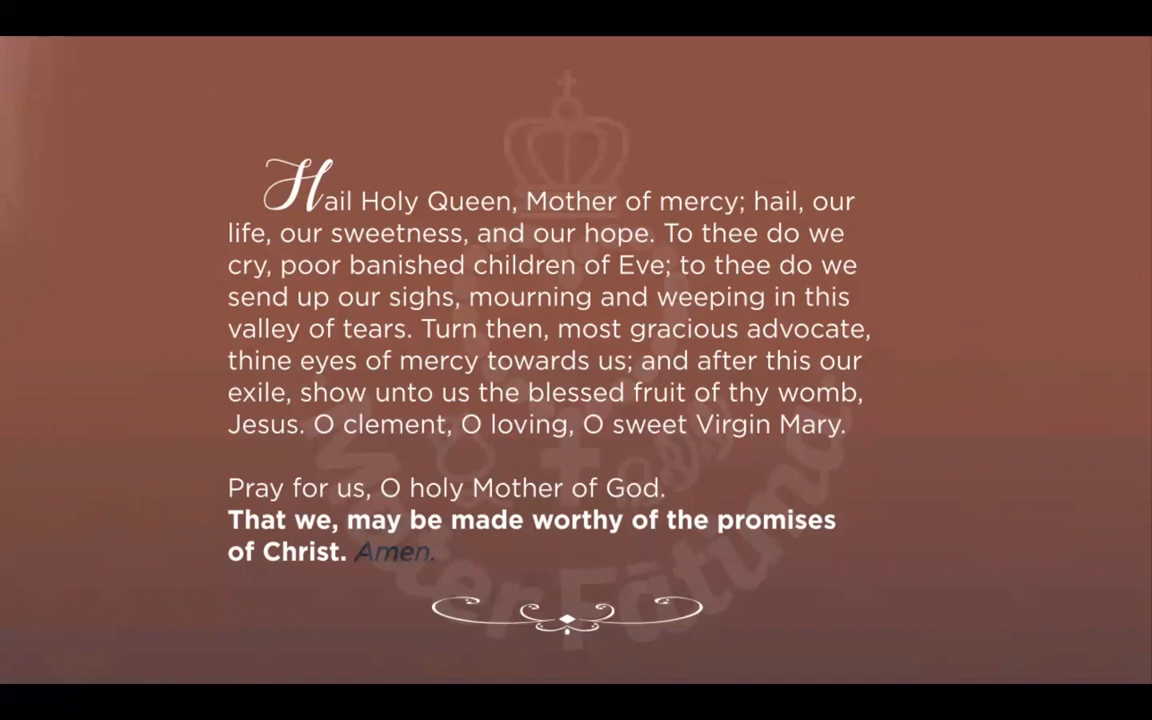 Hail Holy Queen, Mother of mercy; hail, our
life, our sweetness, and our hope. To thee do we
cry, poor banished children of Eve; to thee do we
send up our sighs, mourning and weeping in this
valley of tears. Turn then, most gracious advocate,
thine eyes of mercy towards us; and after this our
exile, show unto us the blessed fruit of thy womb,
Jesus. O clement, O loving, O sweet Virgin Mary.
Pray for us, O holy Mother of God.
That we, may be made worthy of the promises
of Christ. Amen.